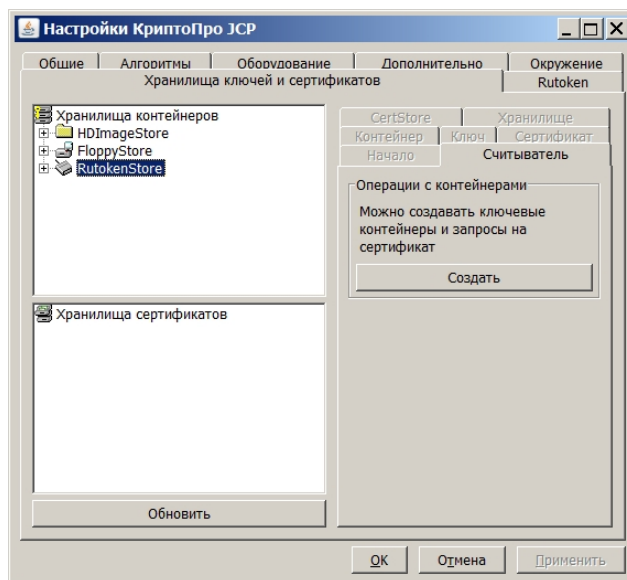 Настройки КриптоПро JCP
Общие Алгоритмы Оборудование Дополнительно Окружение
Хранилища ключей и сертификатов Rutoken
Хранилища контейнеров
HDImageStore
FloppyStore
RutokenStore
CertStore Хранилище
Контейнер Ключ Сертификат
Начало Считыватель
Операции с контейнерами
Можно создавать ключевые
контейнеры и запросы на
сертификат
Создать
Хранилища сертификатов
Обновить
OK Отмена Применить